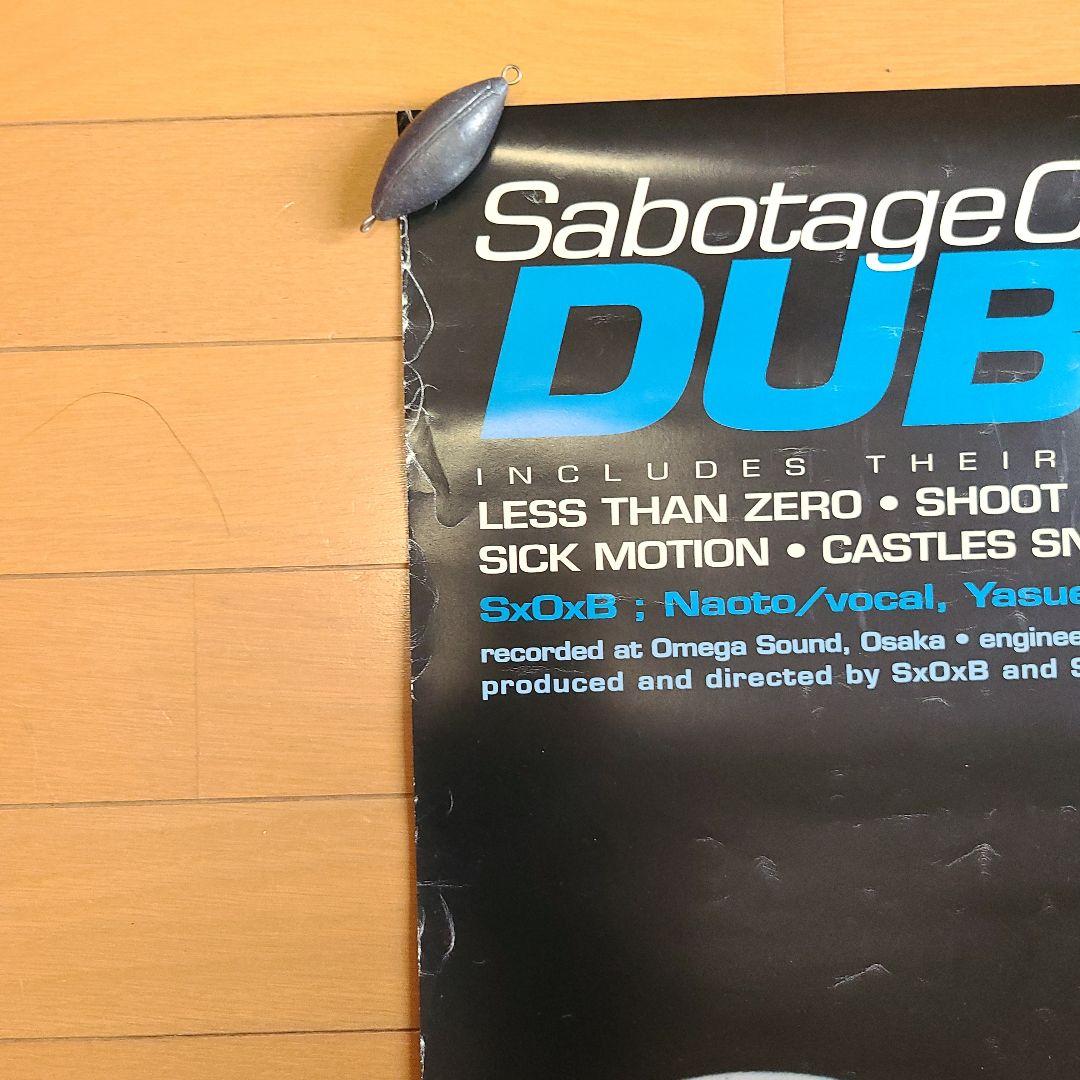 Sabotage O
DUB
INCLUDES THEIR
LESS THAN ZERO • SHOOT
SICK MOTION • CASTLES SN
SxOxB ; Naoto/vocal, Yasue
recorded at Omega Sound, Osaka • enginee
produced and directed by SxOxB and S